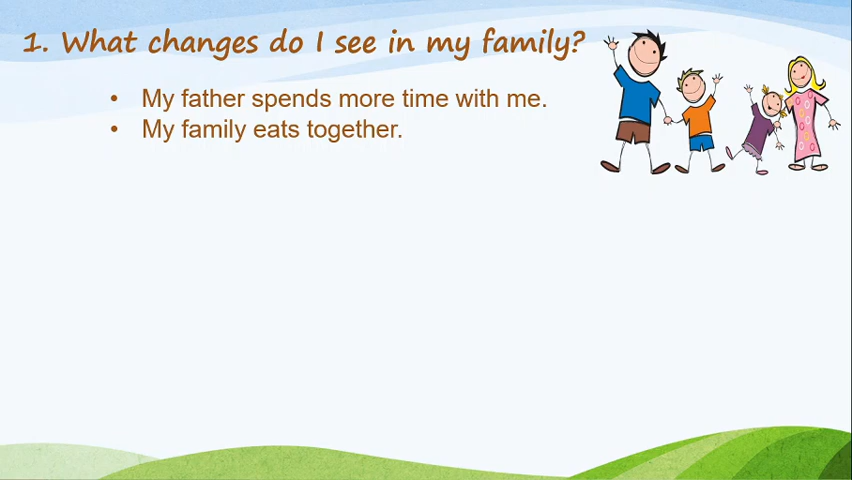 1. What changes do I see in my family?
• My father spends more time with me.
• My family eats together.